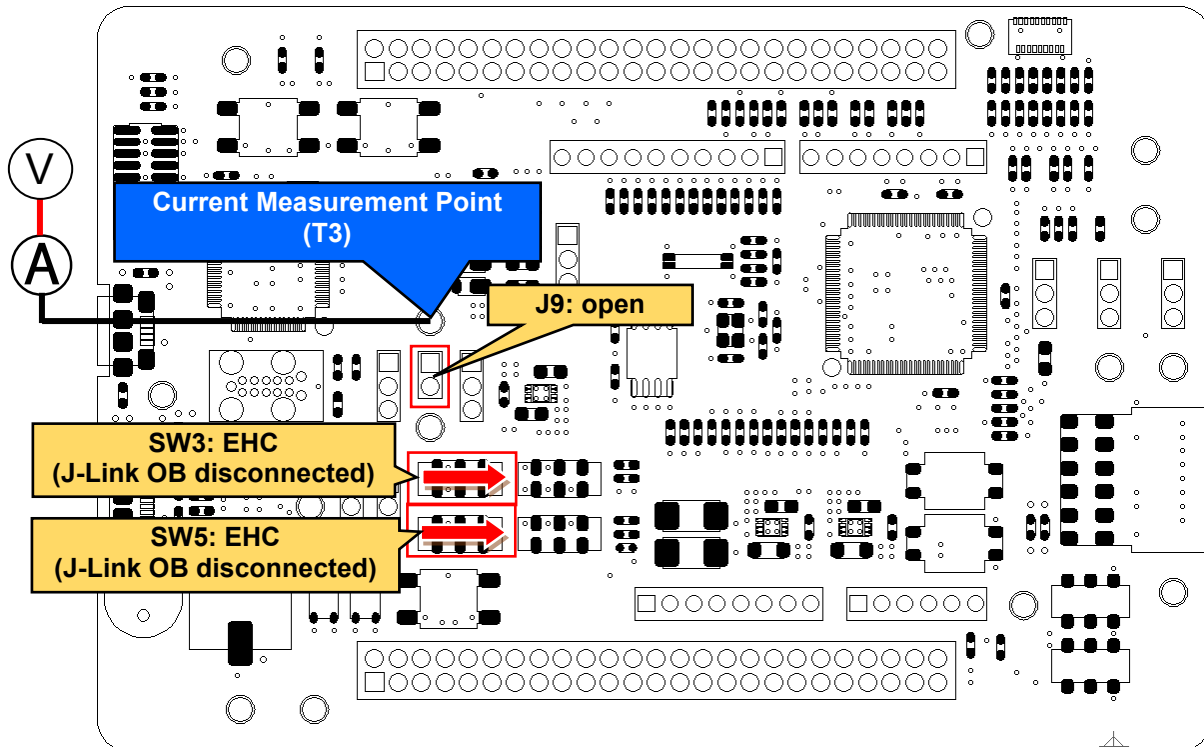 V
A
Current Measurement Point
(T3)
J9: open
SW3: EHC
(J-Link OB disconnected)
SW5: EHC
(J-Link OB disconnected)